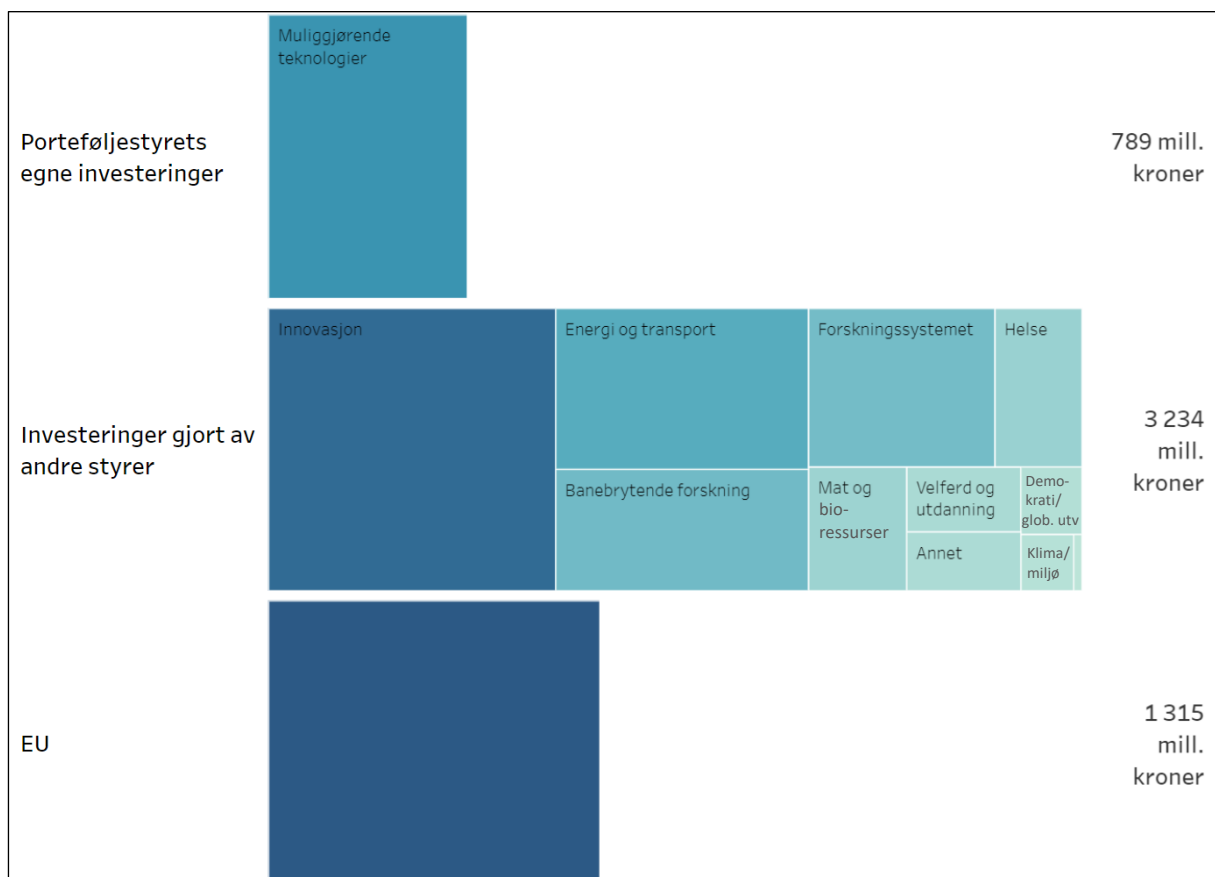 Muliggjørende
teknologier
Porteføljestyrets
egne investeringer
789 mill.
kroner
Innovasjon
Energi og transport
Forskningssystemet
Helse
Banebrytende forskning
Mat og
bio-
ressurser
Velferd og
utdanning
Demo-
krati/
glob. utv
Annet
Klima/
miljø
Investeringer gjort av
andre styrer
3 234
mill.
kroner
EU
1 315
mill.
kroner